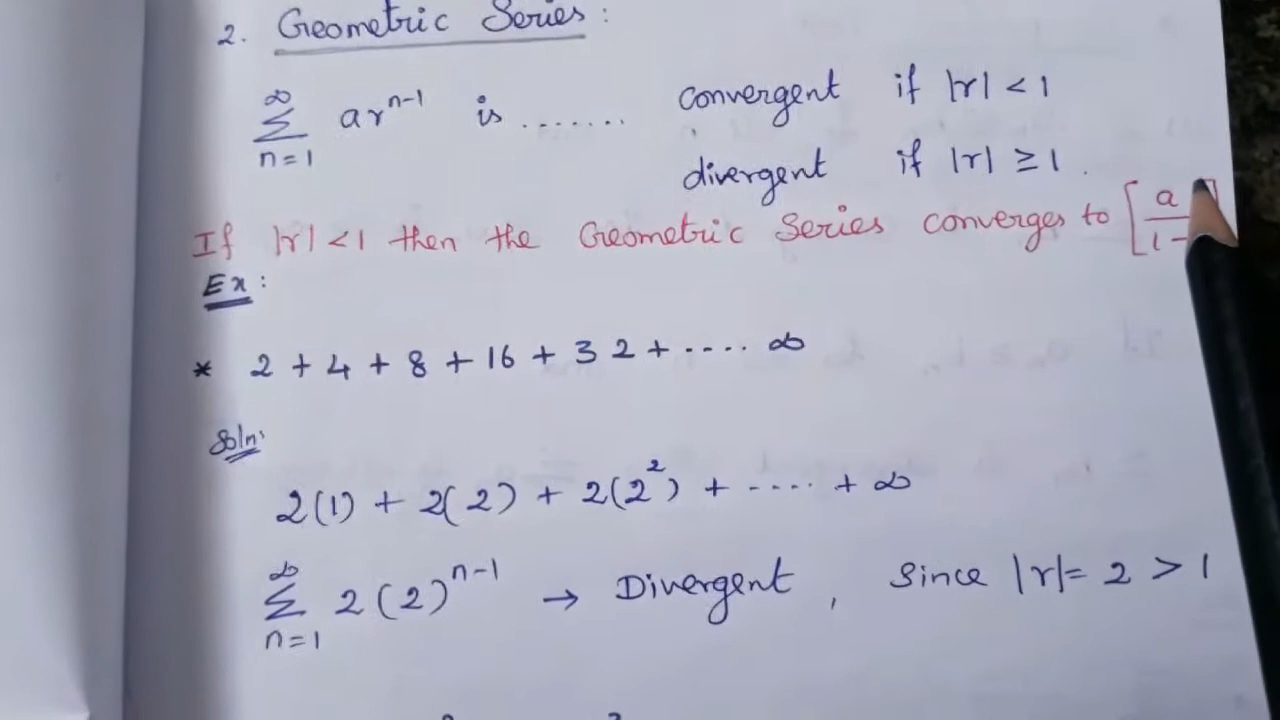 2. Geometric Series :
∞
Σ ar^(n-1) is ....... convergent if |r| < 1
n=1
divergent if |r| ≥ 1.
If |r| < 1 then the Geometric Series converges to [a
1-
Ex :
* 2 + 4 + 8 + 16 + 32 + .... ∞
Soln:
2(1) + 2(2) + 2(2²) + .... + ∞
∞
Σ 2(2)^(n-1) → Divergent, since |r| = 2 > 1
n=1